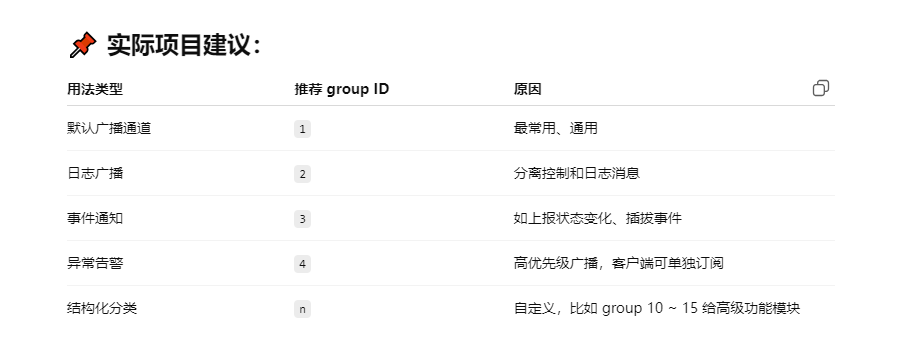 📌 实际项目建议：
用法类型 推荐 group ID 原因
默认广播通道 1 最常用、通用
日志广播 2 分离控制和日志消息
事件通知 3 如上报状态变化、插拔事件
异常告警 4 高优先级广播，客户端可单独订阅
结构化分类 n 自定义，比如 group 10 ~ 15 给高级功能模块